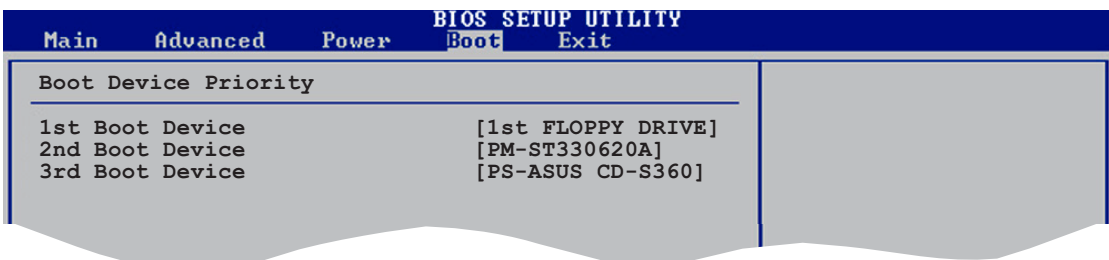 BIOS SETUP UTILITY
Main Advanced Power Boot Exit
Boot Device Priority
1st Boot Device [1st FLOPPY DRIVE]
2nd Boot Device [PM-ST330620A]
3rd Boot Device [PS-ASUS CD-S360]